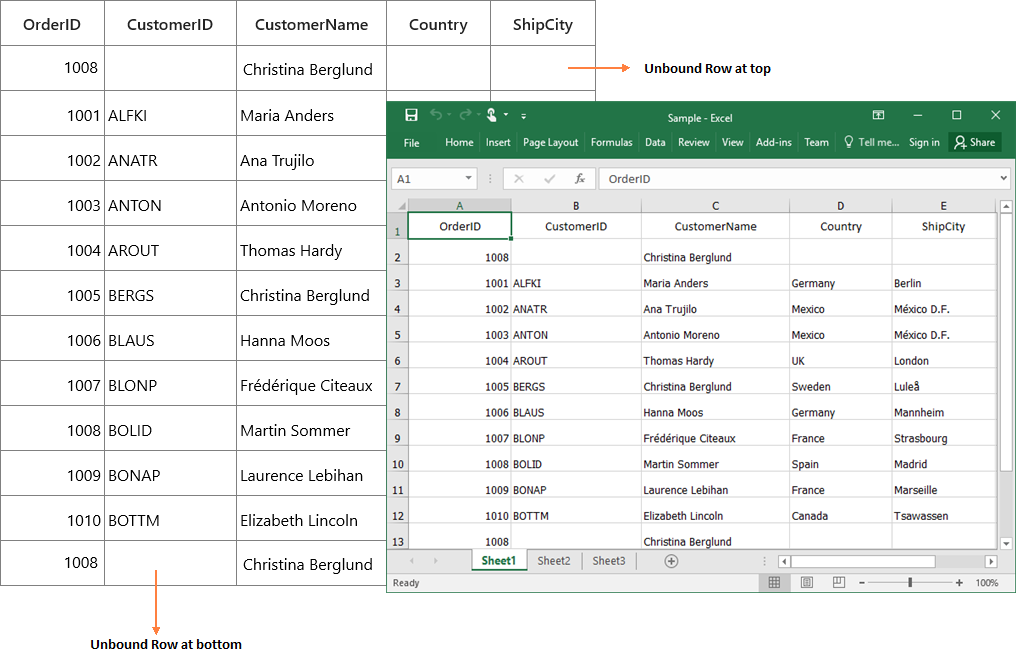 OrderID CustomerID CustomerName Country ShipCity
1008 Christina Berglund
Unbound Row at top
1001 ALFKI Maria Anders
1002 ANATR Ana Trujilo
1003 ANTON Antonio Moreno
1004 AROUT Thomas Hardy
1005 BERGS Christina Berglund
1006 BLAUS Hanna Moos
1007 BLONP Frédérique Citeaux
1008 BOLID Martin Sommer
1009 BONAP Laurence Lebihan
1010 BOTTM Elizabeth Lincoln
1008 Christina Berglund
Unbound Row at bottom
Sample - Excel
File Home Insert Page Layout Formulas Data Review View Add-ins Team Tell me... Sign in Share
A1 fx OrderID
A B C D E
1 OrderID CustomerID CustomerName Country ShipCity
2 1008 Christina Berglund
3 1001 ALFKI Maria Anders Germany Berlin
4 1002 ANATR Ana Trujilo Mexico México D.F.
5 1003 ANTON Antonio Moreno Mexico México D.F.
6 1004 AROUT Thomas Hardy UK London
7 1005 BERGS Christina Berglund Sweden Luleå
8 1006 BLAUS Hanna Moos Germany Mannheim
9 1007 BLONP Frédérique Citeaux France Strasbourg
10 1008 BOLID Martin Sommer Spain Madrid
11 1009 BONAP Laurence Lebihan France Marseille
12 1010 BOTTM Elizabeth Lincoln Canada Tsawassen
13 1008 Christina Berglund
Sheet1 Sheet2 Sheet3
Ready 100%